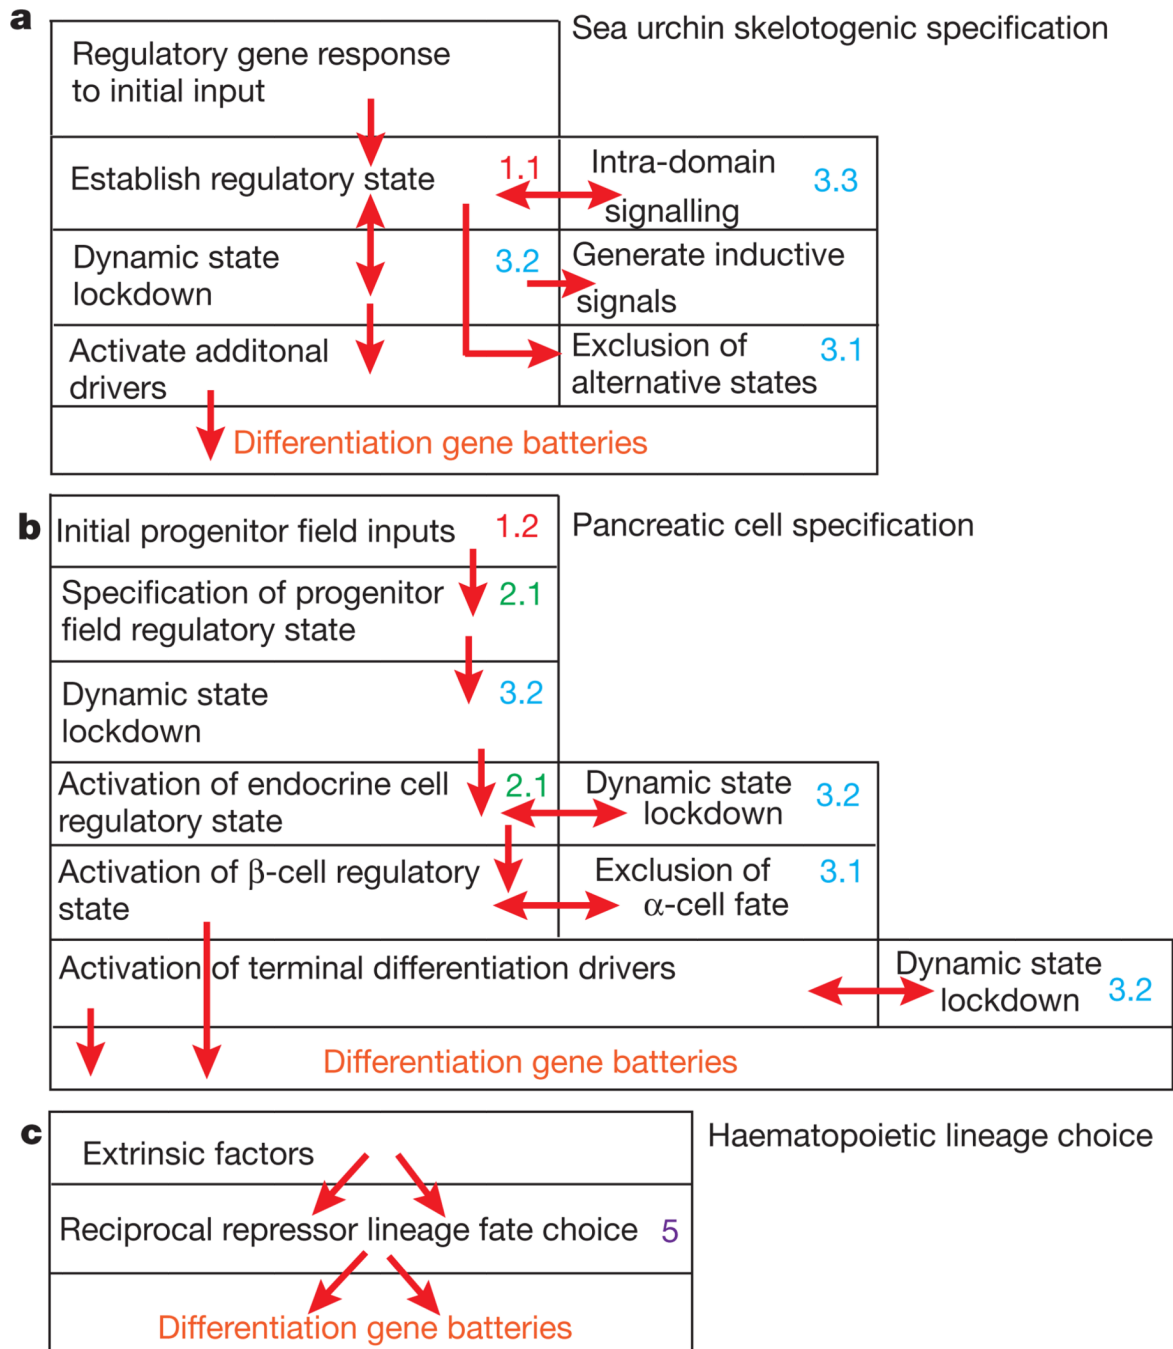 a
Sea urchin skelotogenic specification
Regulatory gene response
to initial input
Establish regulatory state
1.1
Intra-domain
signalling
3.3
Dynamic state
lockdown
3.2
Generate inductive
signals
Activate additonal
drivers
Exclusion of
alternative states
3.1
Differentiation gene batteries
b
Initial progenitor field inputs
1.2
Pancreatic cell specification
Specification of progenitor
field regulatory state
2.1
Dynamic state
lockdown
3.2
Activation of endocrine cell
regulatory state
2.1
Dynamic state
lockdown
3.2
Activation of β-cell regulatory
state
Exclusion of
α-cell fate
3.1
Activation of terminal differentiation drivers
Dynamic state
lockdown
3.2
Differentiation gene batteries
c
Haematopoietic lineage choice
Extrinsic factors
Reciprocal repressor lineage fate choice
5
Differentiation gene batteries